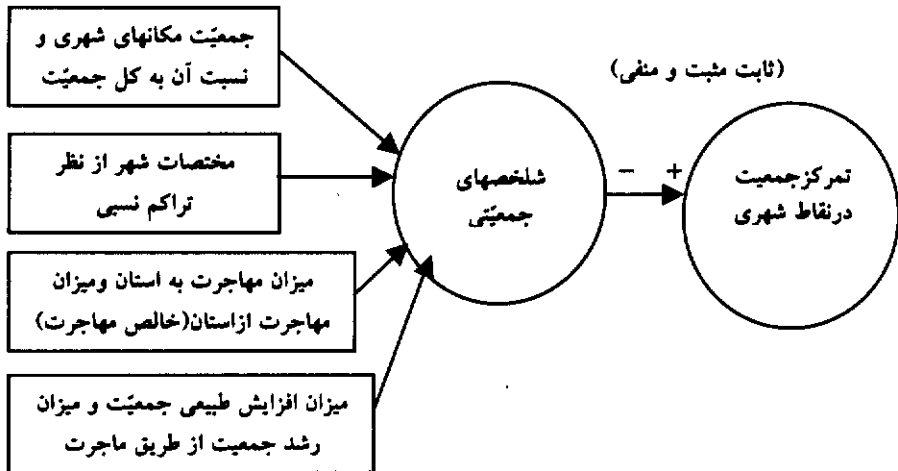 جمعیّت مکانهای شهری و
نسبت آن به کل جمعیّت
مختصات شهر از نظر
تراکم نسبی
میزان مهاجرت به استان ومیزان
مهاجرت ازاستان(خالص مهاجرت)
میزان افزایش طبیعی جمعیّت و میزان
رشد جمعیت از طریق ماجرت
شلخصهای
جمعیّتی
(ثابت مثبت و منفی)
− +
تمرکزجمعیت
درنقاط شهری